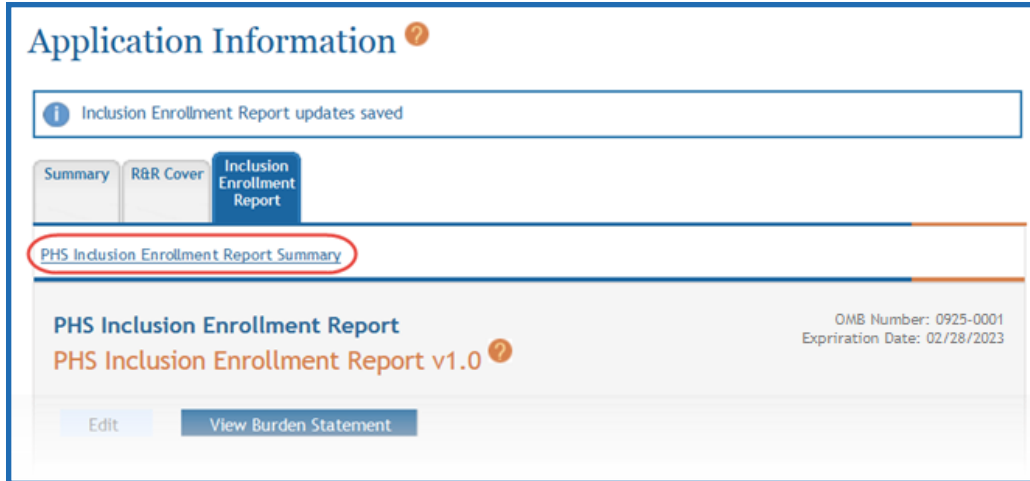 Application Information ?
i Inclusion Enrollment Report updates saved
Summary
R&R Cover
Inclusion
Enrollment
Report
PHS Inclusion Enrollment Report Summary
PHS Inclusion Enrollment Report
OMB Number: 0925-0001
Expriration Date: 02/28/2023
PHS Inclusion Enrollment Report v1.0 ?
Edit
View Burden Statement